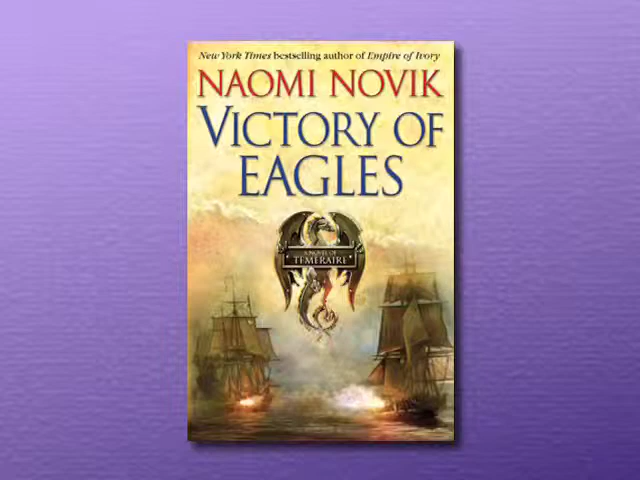 New York Times bestselling author of Empire of Ivory
NAOMI NOVIK
VICTORY OF
EAGLES
A NOVEL OF
TEMERAIRE